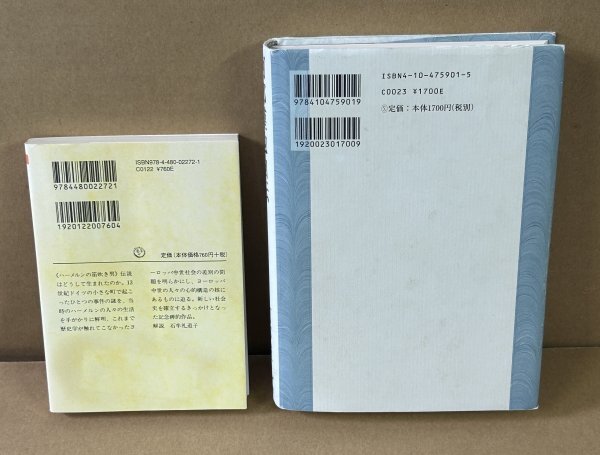 ISBN978-4-480-02272-1
C0122 ¥760E
9784480022721
1920122007604
定価(本体価格760円+税)
《ハーメルンの笛吹き男》伝説
はどうして生まれたのか。13
世紀ドイツの小さな町で起こっ
たひとつの事件の謎を、当
時のハーメルンの人々の生活
を手がかりに解明、これまで
歴史学が触れてこなかったヨ
ーロッパ中世社会の差別の問
題を明らかにし、ヨーロッパ
中世の人々の心的構造の核に
あるものに迫る。新しい社会
史を確立するきっかけとなっ
た記念碑的作品。
解説 石牟礼道子
ISBN4-10-475901-5
C0023 ¥1700E
9784104759019
定価:本体1700円(税別)
1920023017009